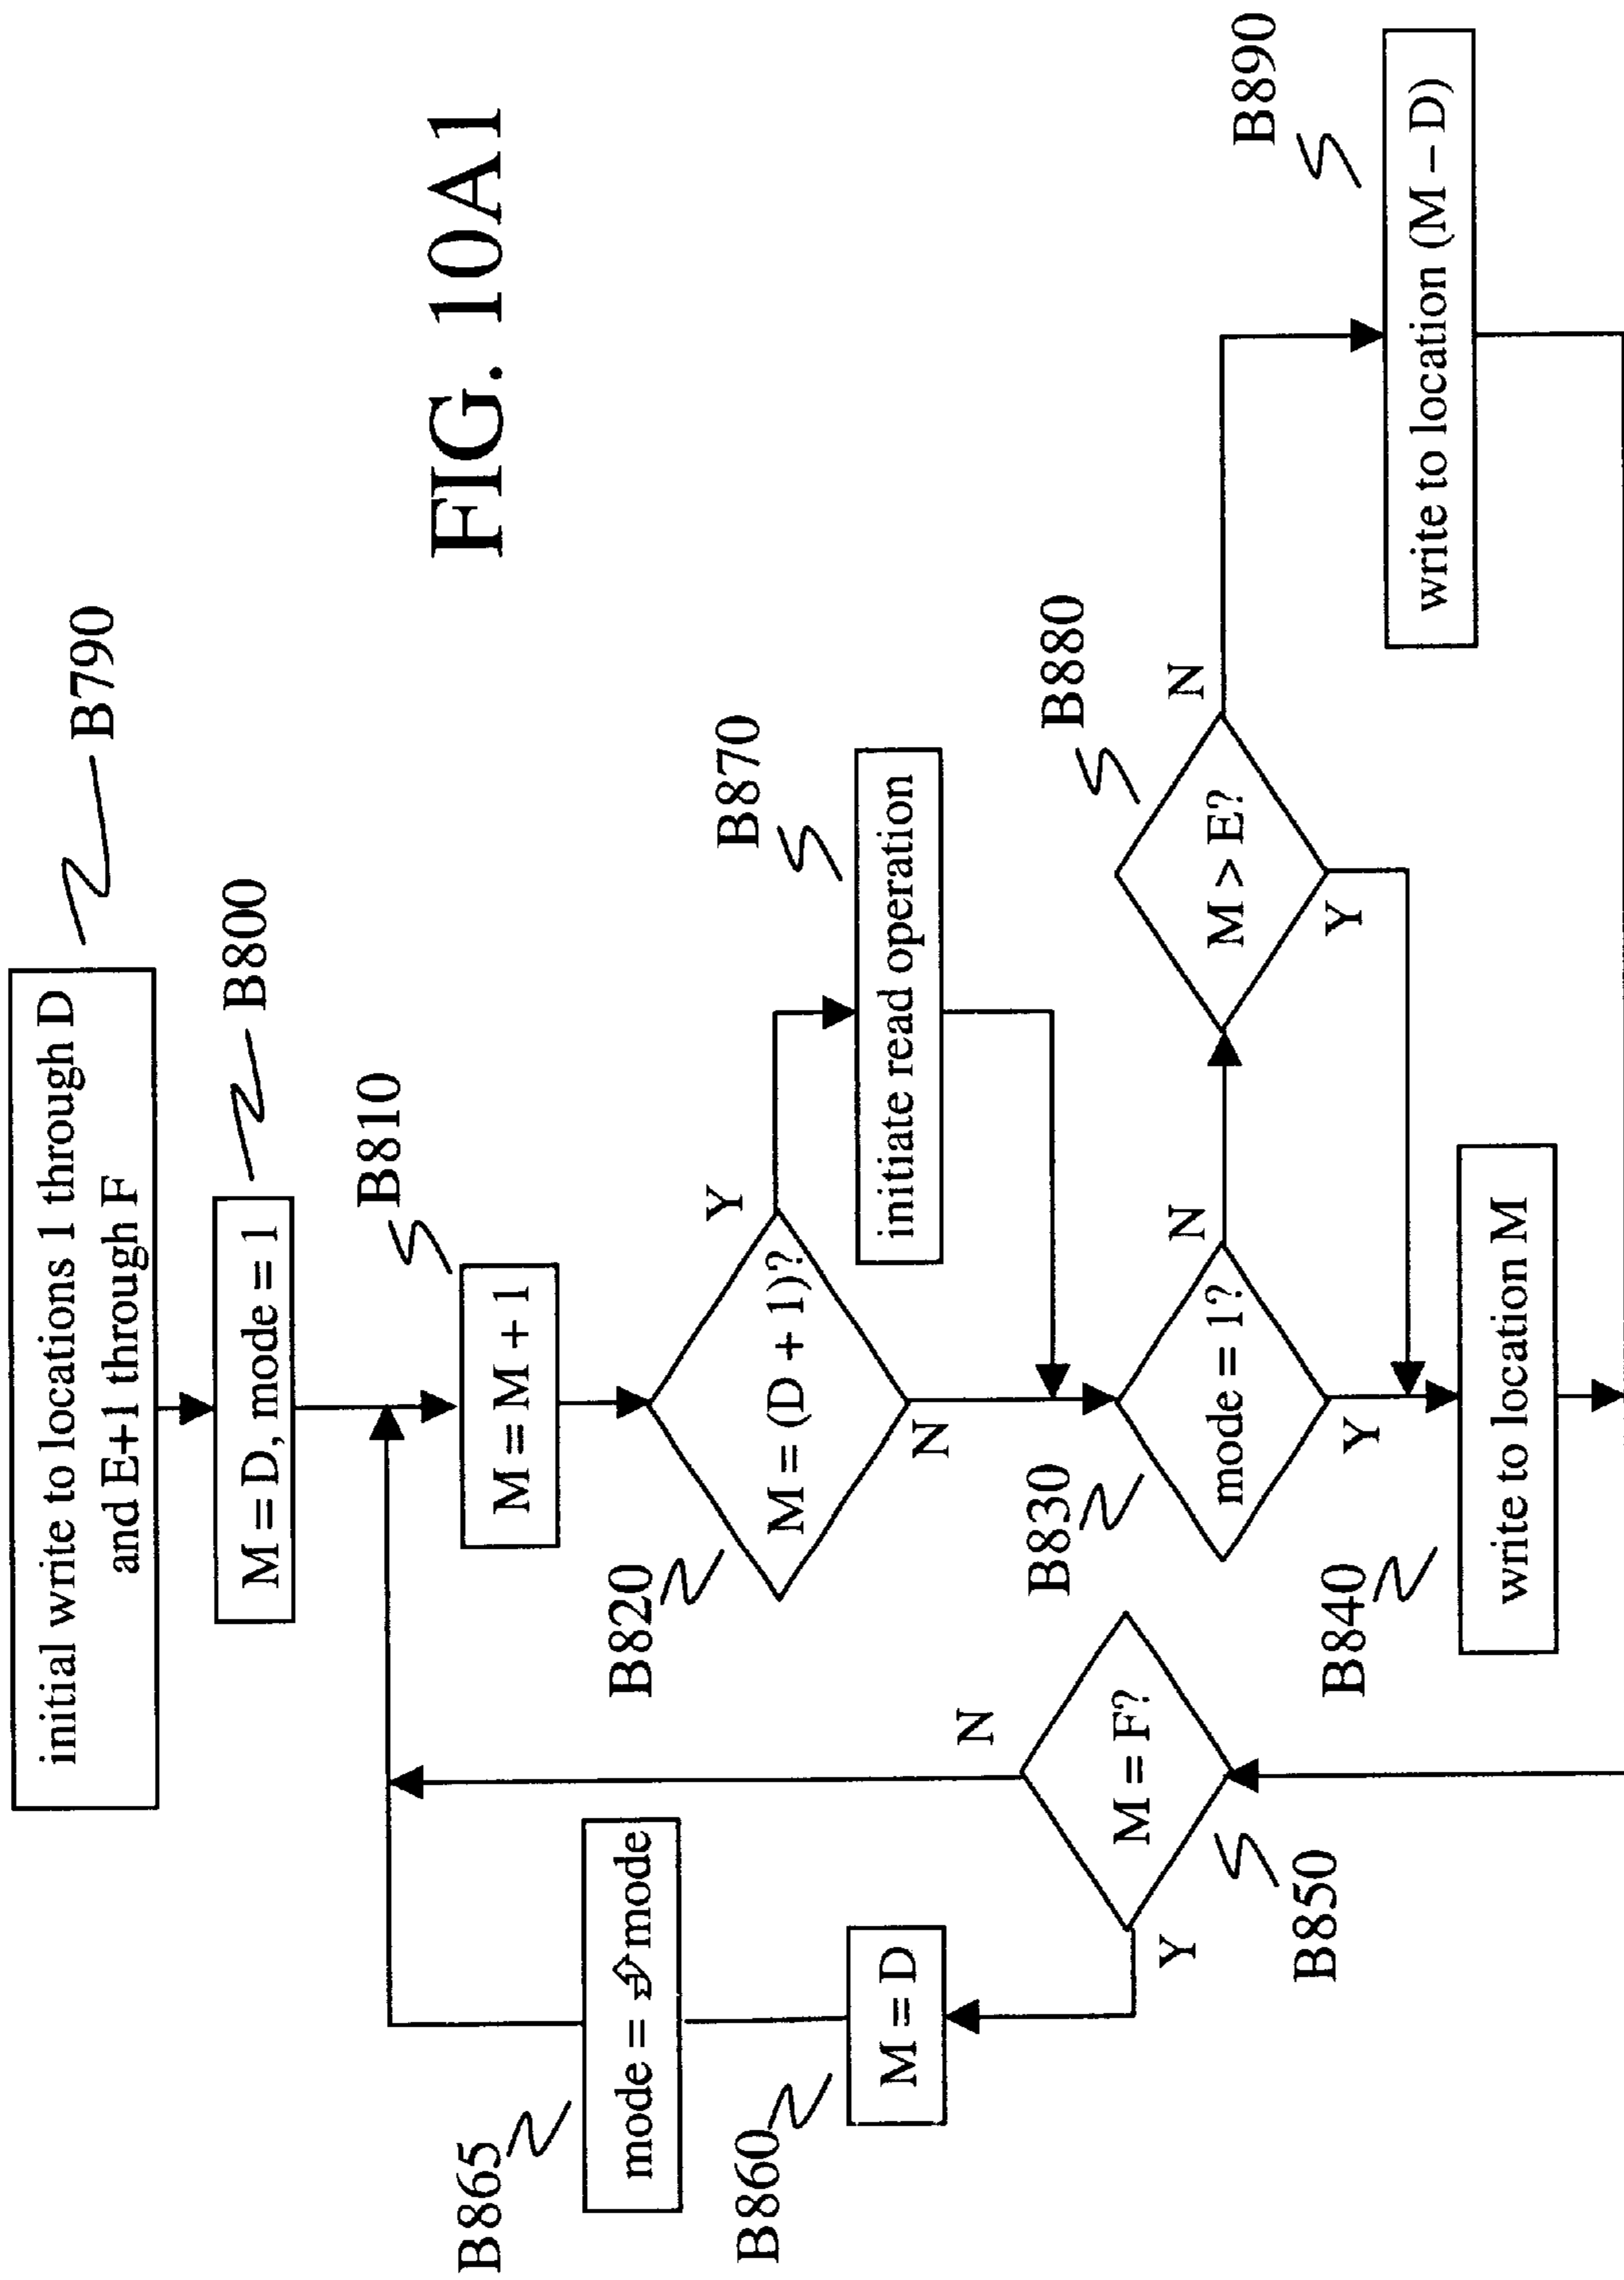 FIG. 10A1
initial write to locations 1 through D
and E+1 through F
B790
M = D, mode = 1
B800
M = M + 1
B810
M = (D + 1)?
B820
Y
N
initiate read operation
B870
mode = 1?
B830
N
Y
M > E?
B880
N
Y
write to location (M – D)
B890
write to location M
B840
M = F?
B850
N
Y
M = D
B860
mode = mode
B865